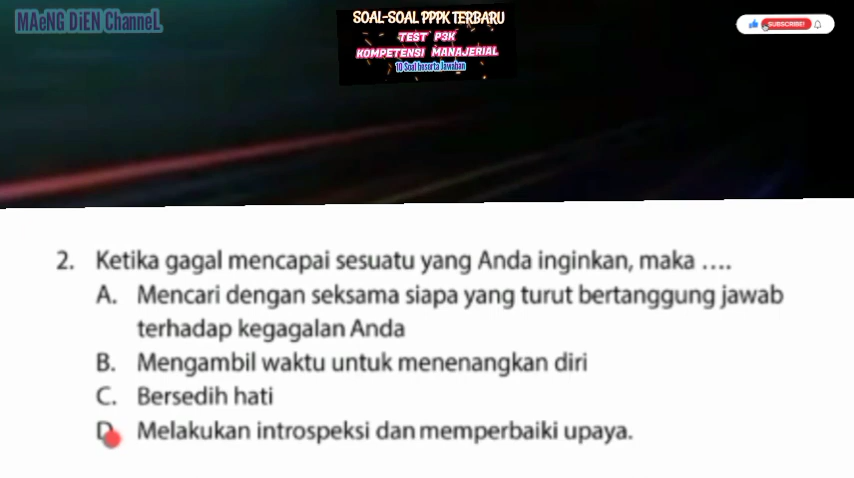 MAeNG DiEN ChanneL
SOAL-SOAL PPPK TERBARU
TEST P3K
KOMPETENSI MANAJERIAL
10 Soal beserta Jawaban
SUBSCRIBE!
2. Ketika gagal mencapai sesuatu yang Anda inginkan, maka ....
A. Mencari dengan seksama siapa yang turut bertanggung jawab
terhadap kegagalan Anda
B. Mengambil waktu untuk menenangkan diri
C. Bersedih hati
D. Melakukan introspeksi dan memperbaiki upaya.